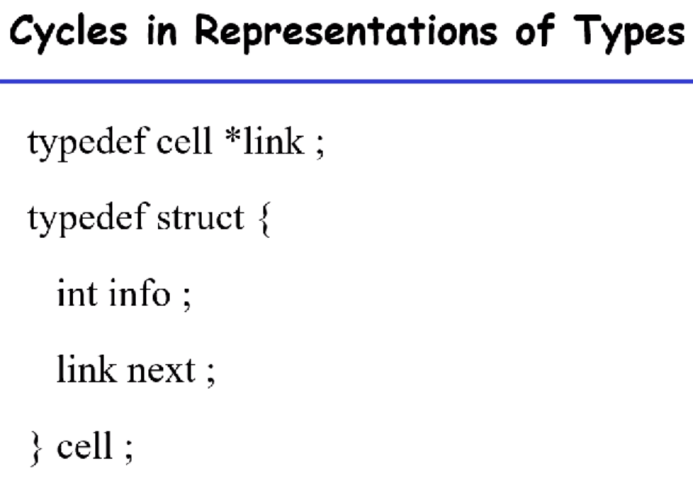 Cycles in Representations of Types
typedef cell *link ;
typedef struct {
int info ;
link next ;
} cell ;